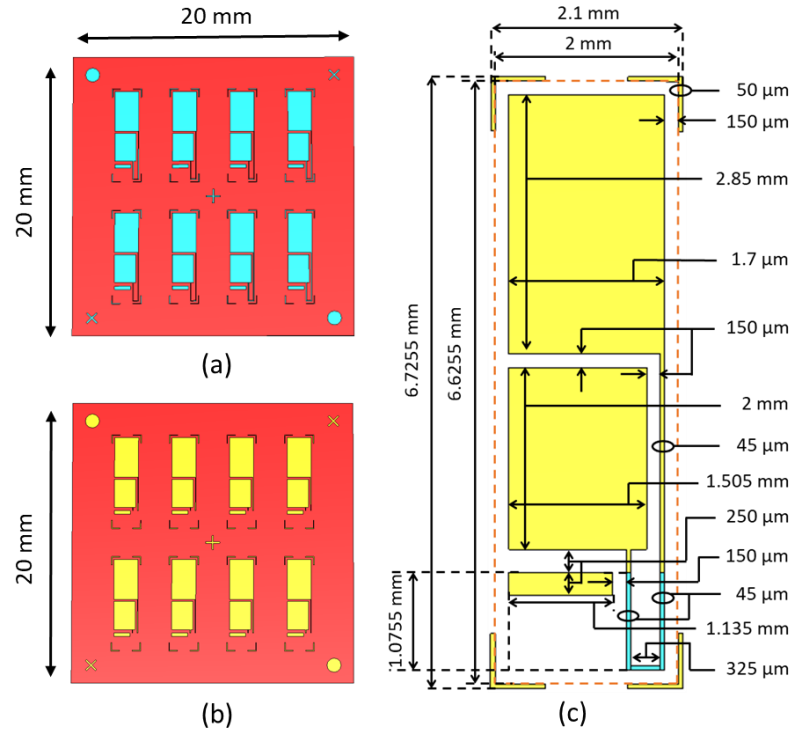 20 mm
20 mm
(a)
20 mm
(b)
2.1 mm
2 mm
50 µm
150 µm
2.85 mm
1.7 µm
150 µm
6.7255 mm
6.6255 mm
2 mm
45 µm
1.505 mm
250 µm
150 µm
45 µm
1.0755 mm
1.135 mm
325 µm
(c)